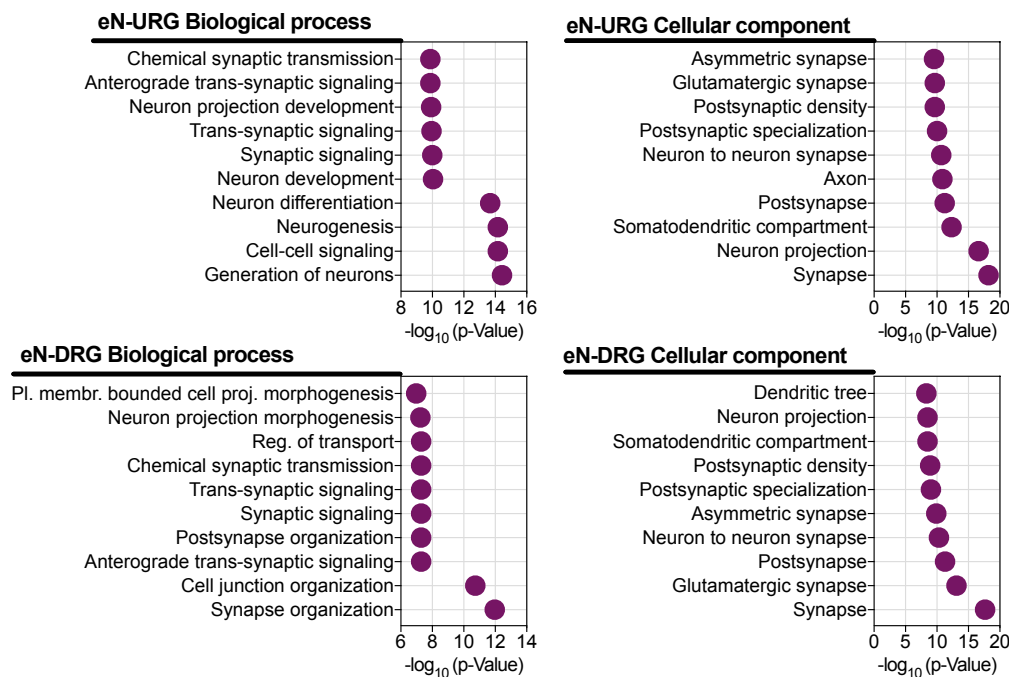 eN-URG Biological process
Chemical synaptic transmission
Anterograde trans-synaptic signaling
Neuron projection development
Trans-synaptic signaling
Synaptic signaling
Neuron development
Neuron differentiation
Neurogenesis
Cell-cell signaling
Generation of neurons
8 10 12 14 16
-log10 (p-Value)
eN-URG Cellular component
Asymmetric synapse
Glutamatergic synapse
Postsynaptic density
Postsynaptic specialization
Neuron to neuron synapse
Axon
Postsynapse
Somatodendritic compartment
Neuron projection
Synapse
0 5 10 15 20
-log10 (p-Value)
eN-DRG Biological process
Pl. membr. bounded cell proj. morphogenesis
Neuron projection morphogenesis
Reg. of transport
Chemical synaptic transmission
Trans-synaptic signaling
Synaptic signaling
Postsynapse organization
Anterograde trans-synaptic signaling
Cell junction organization
Synapse organization
6 8 10 12 14
-log10 (p-Value)
eN-DRG Cellular component
Dendritic tree
Neuron projection
Somatodendritic compartment
Postsynaptic density
Postsynaptic specialization
Asymmetric synapse
Neuron to neuron synapse
Postsynapse
Glutamatergic synapse
Synapse
0 5 10 15 20
-log10 (p-Value)